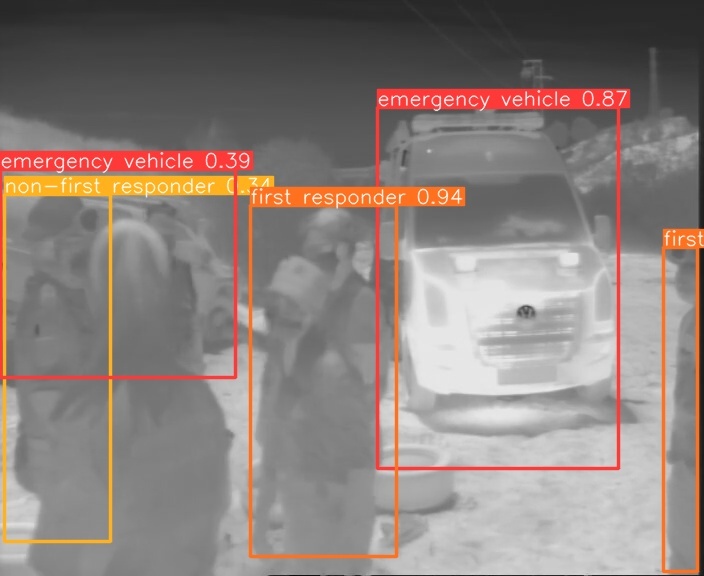 emergency vehicle 0.87
emergency vehicle 0.39
non-first responder 0.34
first responder 0.94
first